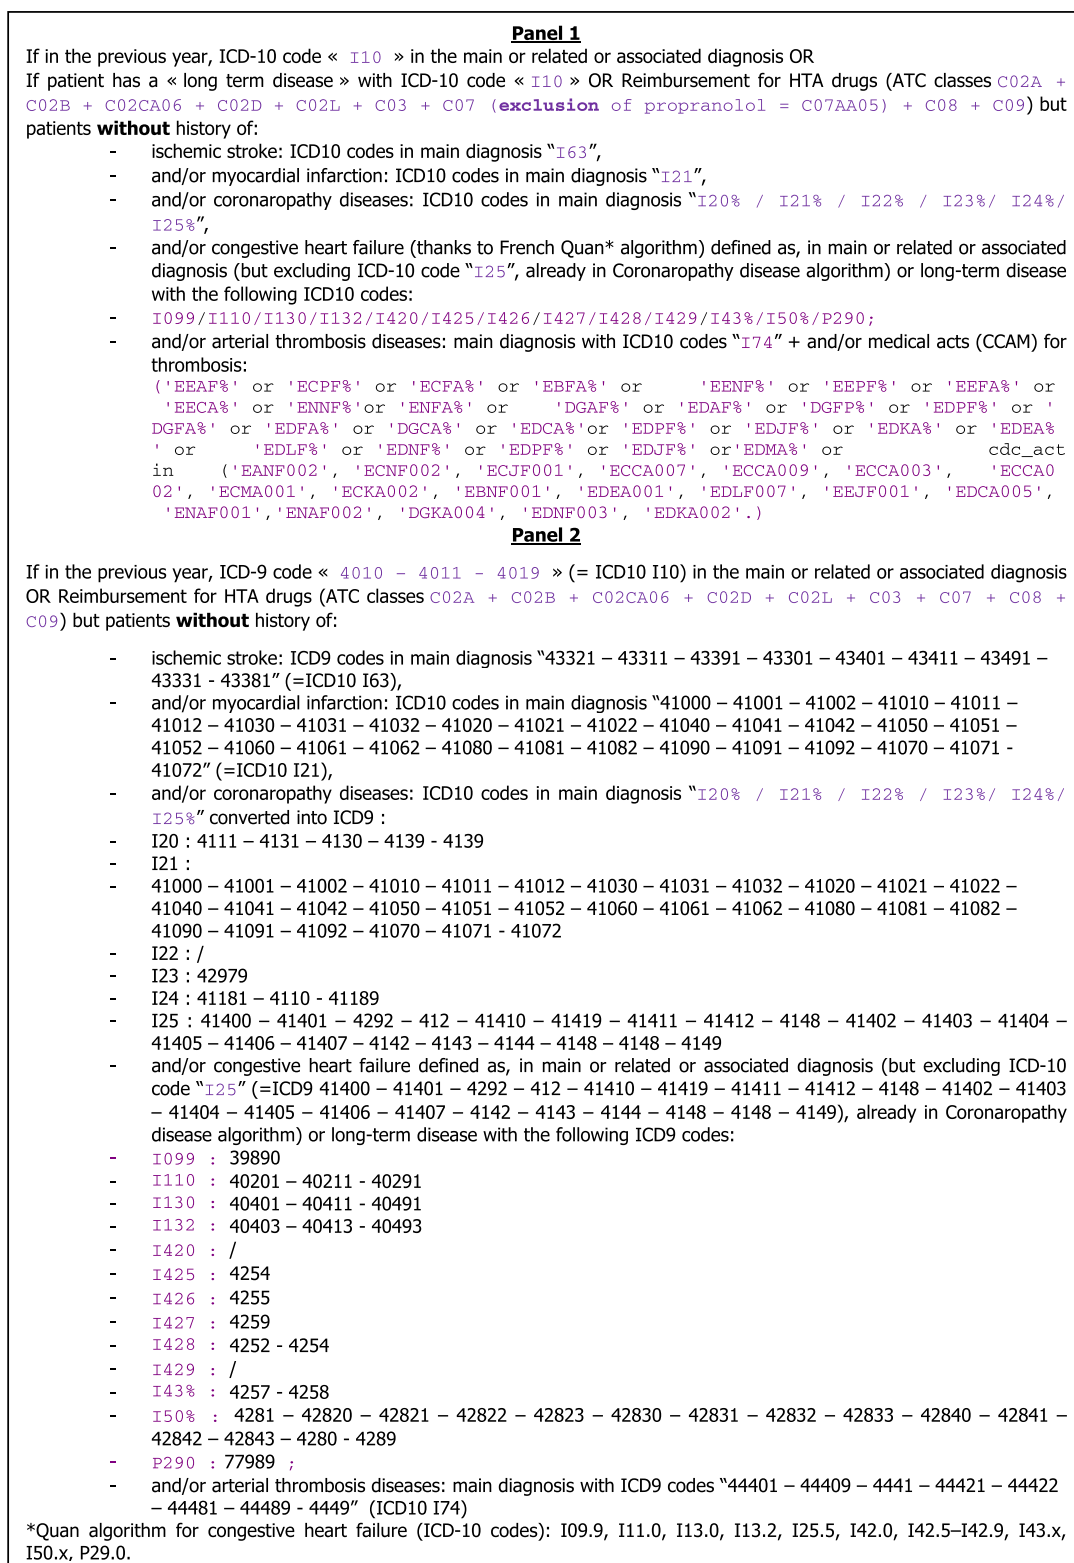 Panel 1
If in the previous year, ICD-10 code « I10 » in the main or related or associated diagnosis OR
If patient has a « long term disease » with ICD-10 code « I10 » OR Reimbursement for HTA drugs (ATC classes C02A +
C02B + C02CA06 + C02D + C02L + C03 + C07 (exclusion of propranolol = C07AA05) + C08 + C09) but
patients without history of:
- ischemic stroke: ICD10 codes in main diagnosis “I63”,
- and/or myocardial infarction: ICD10 codes in main diagnosis “I21”,
- and/or coronaropathy diseases: ICD10 codes in main diagnosis “I20% / I21% / I22% / I23%/ I24%/
I25%”,
- and/or congestive heart failure (thanks to French Quan* algorithm) defined as, in main or related or associated
diagnosis (but excluding ICD-10 code “I25”, already in Coronaropathy disease algorithm) or long-term disease
with the following ICD10 codes:
- I099/I110/I130/I132/I420/I425/I426/I427/I428/I429/I43%/I50%/P290;
- and/or arterial thrombosis diseases: main diagnosis with ICD10 codes “I74” + and/or medical acts (CCAM) for
thrombosis:
('EEAF%' or 'ECPF%' or 'ECFA%' or 'EBFA%' or 'EENF%' or 'EEPF%' or 'EEFA%' or
'EECA%' or 'ENNF%'or 'ENFA%' or 'DGAF%' or 'EDAF%' or 'DGFP%' or 'EDPF%' or '
DGFA%' or 'EDFA%' or 'DGCA%' or 'EDCA%'or 'EDPF%' or 'EDJF%' or 'EDKA%' or 'EDEA%
' or 'EDLF%' or 'EDNF%' or 'EDPF%' or 'EDJF%' or'EDMA%' or cdc_act
in ('EANF002', 'ECNF002', 'ECJF001', 'ECCA007', 'ECCA009', 'ECCA003', 'ECCA0
02', 'ECMA001', 'ECKA002', 'EBNF001', 'EDEA001', 'EDLF007', 'EEJF001', 'EDCA005',
'ENAF001','ENAF002', 'DGKA004', 'EDNF003', 'EDKA002'.)
Panel 2
If in the previous year, ICD-9 code « 4010 – 4011 - 4019 » (= ICD10 I10) in the main or related or associated diagnosis
OR Reimbursement for HTA drugs (ATC classes C02A + C02B + C02CA06 + C02D + C02L + C03 + C07 + C08 +
C09) but patients without history of:
- ischemic stroke: ICD9 codes in main diagnosis “43321 – 43311 – 43391 – 43301 – 43401 – 43411 – 43491 –
43331 - 43381” (=ICD10 I63),
- and/or myocardial infarction: ICD10 codes in main diagnosis “41000 – 41001 – 41002 – 41010 – 41011 –
41012 – 41030 – 41031 – 41032 – 41020 – 41021 – 41022 – 41040 – 41041 – 41042 – 41050 – 41051 –
41052 – 41060 – 41061 – 41062 – 41080 – 41081 – 41082 – 41090 – 41091 – 41092 – 41070 – 41071 -
41072” (=ICD10 I21),
- and/or coronaropathy diseases: ICD10 codes in main diagnosis “I20% / I21% / I22% / I23%/ I24%/
I25%” converted into ICD9 :
- I20 : 4111 – 4131 – 4130 – 4139 - 4139
- I21 :
- 41000 – 41001 – 41002 – 41010 – 41011 – 41012 – 41030 – 41031 – 41032 – 41020 – 41021 – 41022 –
41040 – 41041 – 41042 – 41050 – 41051 – 41052 – 41060 – 41061 – 41062 – 41080 – 41081 – 41082 –
41090 – 41091 – 41092 – 41070 – 41071 - 41072
- I22 : /
- I23 : 42979
- I24 : 41181 – 4110 - 41189
- I25 : 41400 – 41401 – 4292 – 412 – 41410 – 41419 – 41411 – 41412 – 4148 – 41402 – 41403 – 41404 –
41405 – 41406 – 41407 – 4142 – 4143 – 4144 – 4148 – 4148 – 4149
- and/or congestive heart failure defined as, in main or related or associated diagnosis (but excluding ICD-10
code “I25” (=ICD9 41400 – 41401 – 4292 – 412 – 41410 – 41419 – 41411 – 41412 – 4148 – 41402 – 41403
– 41404 – 41405 – 41406 – 41407 – 4142 – 4143 – 4144 – 4148 – 4148 – 4149), already in Coronaropathy
disease algorithm) or long-term disease with the following ICD9 codes:
- I099 : 39890
- I110 : 40201 – 40211 - 40291
- I130 : 40401 – 40411 - 40491
- I132 : 40403 – 40413 - 40493
- I420 : /
- I425 : 4254
- I426 : 4255
- I427 : 4259
- I428 : 4252 - 4254
- I429 : /
- I43% : 4257 - 4258
- I50% : 4281 – 42820 – 42821 – 42822 – 42823 – 42830 – 42831 – 42832 – 42833 – 42840 – 42841 –
42842 – 42843 – 4280 - 4289
- P290 : 77989 ;
- and/or arterial thrombosis diseases: main diagnosis with ICD9 codes “44401 – 44409 – 4441 – 44421 – 44422
– 44481 – 44489 - 4449” (ICD10 I74)
*Quan algorithm for congestive heart failure (ICD-10 codes): I09.9, I11.0, I13.0, I13.2, I25.5, I42.0, I42.5–I42.9, I43.x,
I50.x, P29.0.